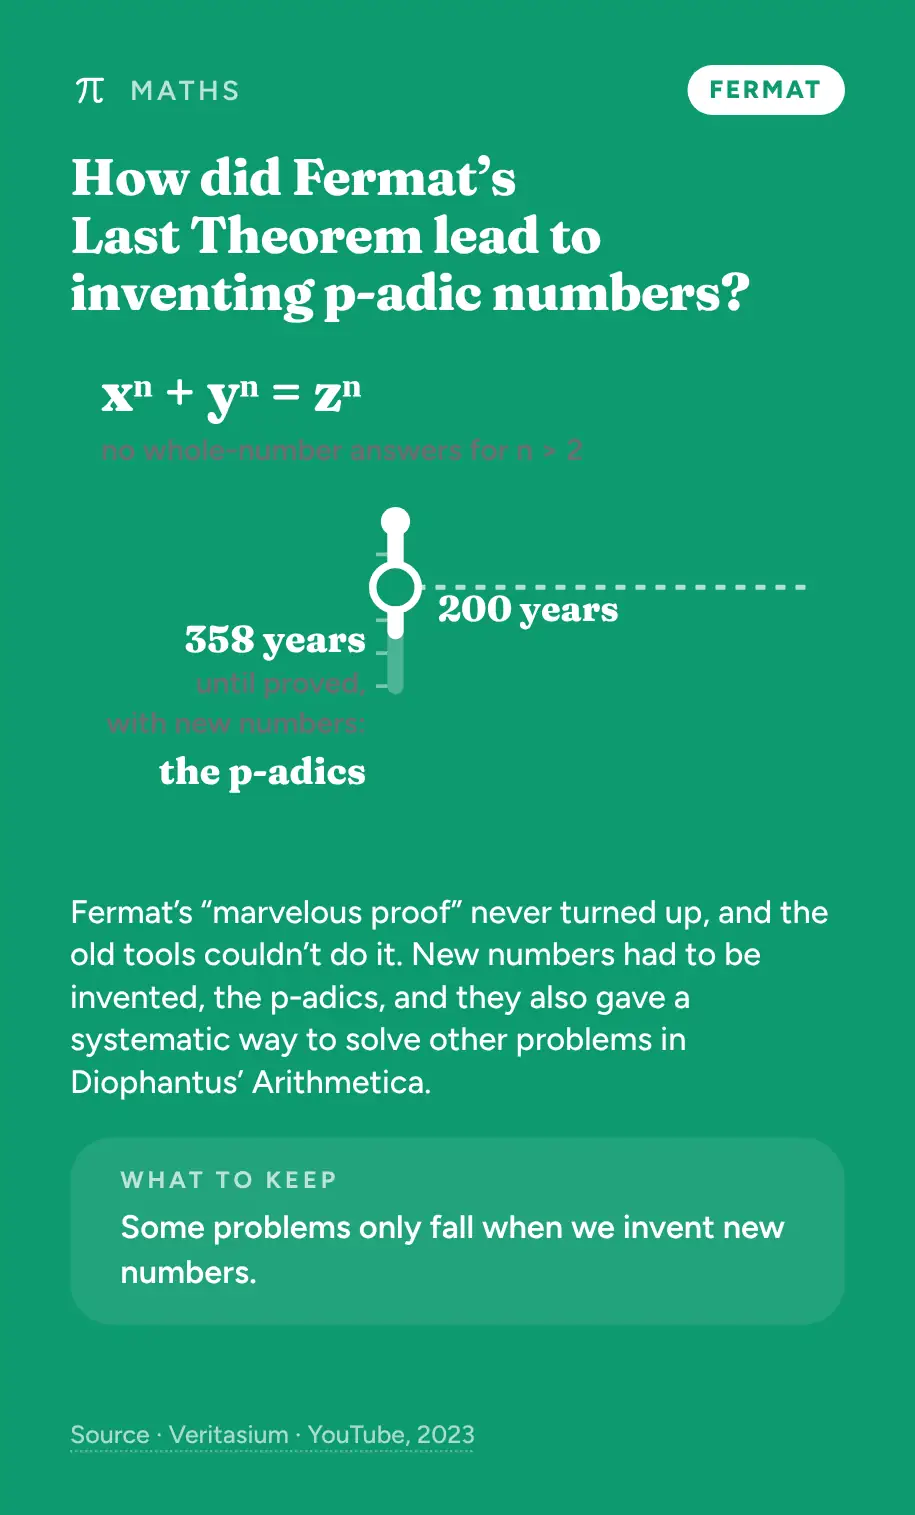 π MATHS
FERMAT
How did Fermat’s
Last Theorem lead to
inventing p-adic numbers?
xⁿ + yⁿ = zⁿ
no whole-number answers for n > 2
200 years
358 years
until proved,
with new numbers:
the p-adics
Fermat’s “marvelous proof” never turned up, and the
old tools couldn’t do it. New numbers had to be
invented, the p-adics, and they also gave a
systematic way to solve other problems in
Diophantus’ Arithmetica.
WHAT TO KEEP
Some problems only fall when we invent new
numbers.
Source · Veritasium · YouTube, 2023